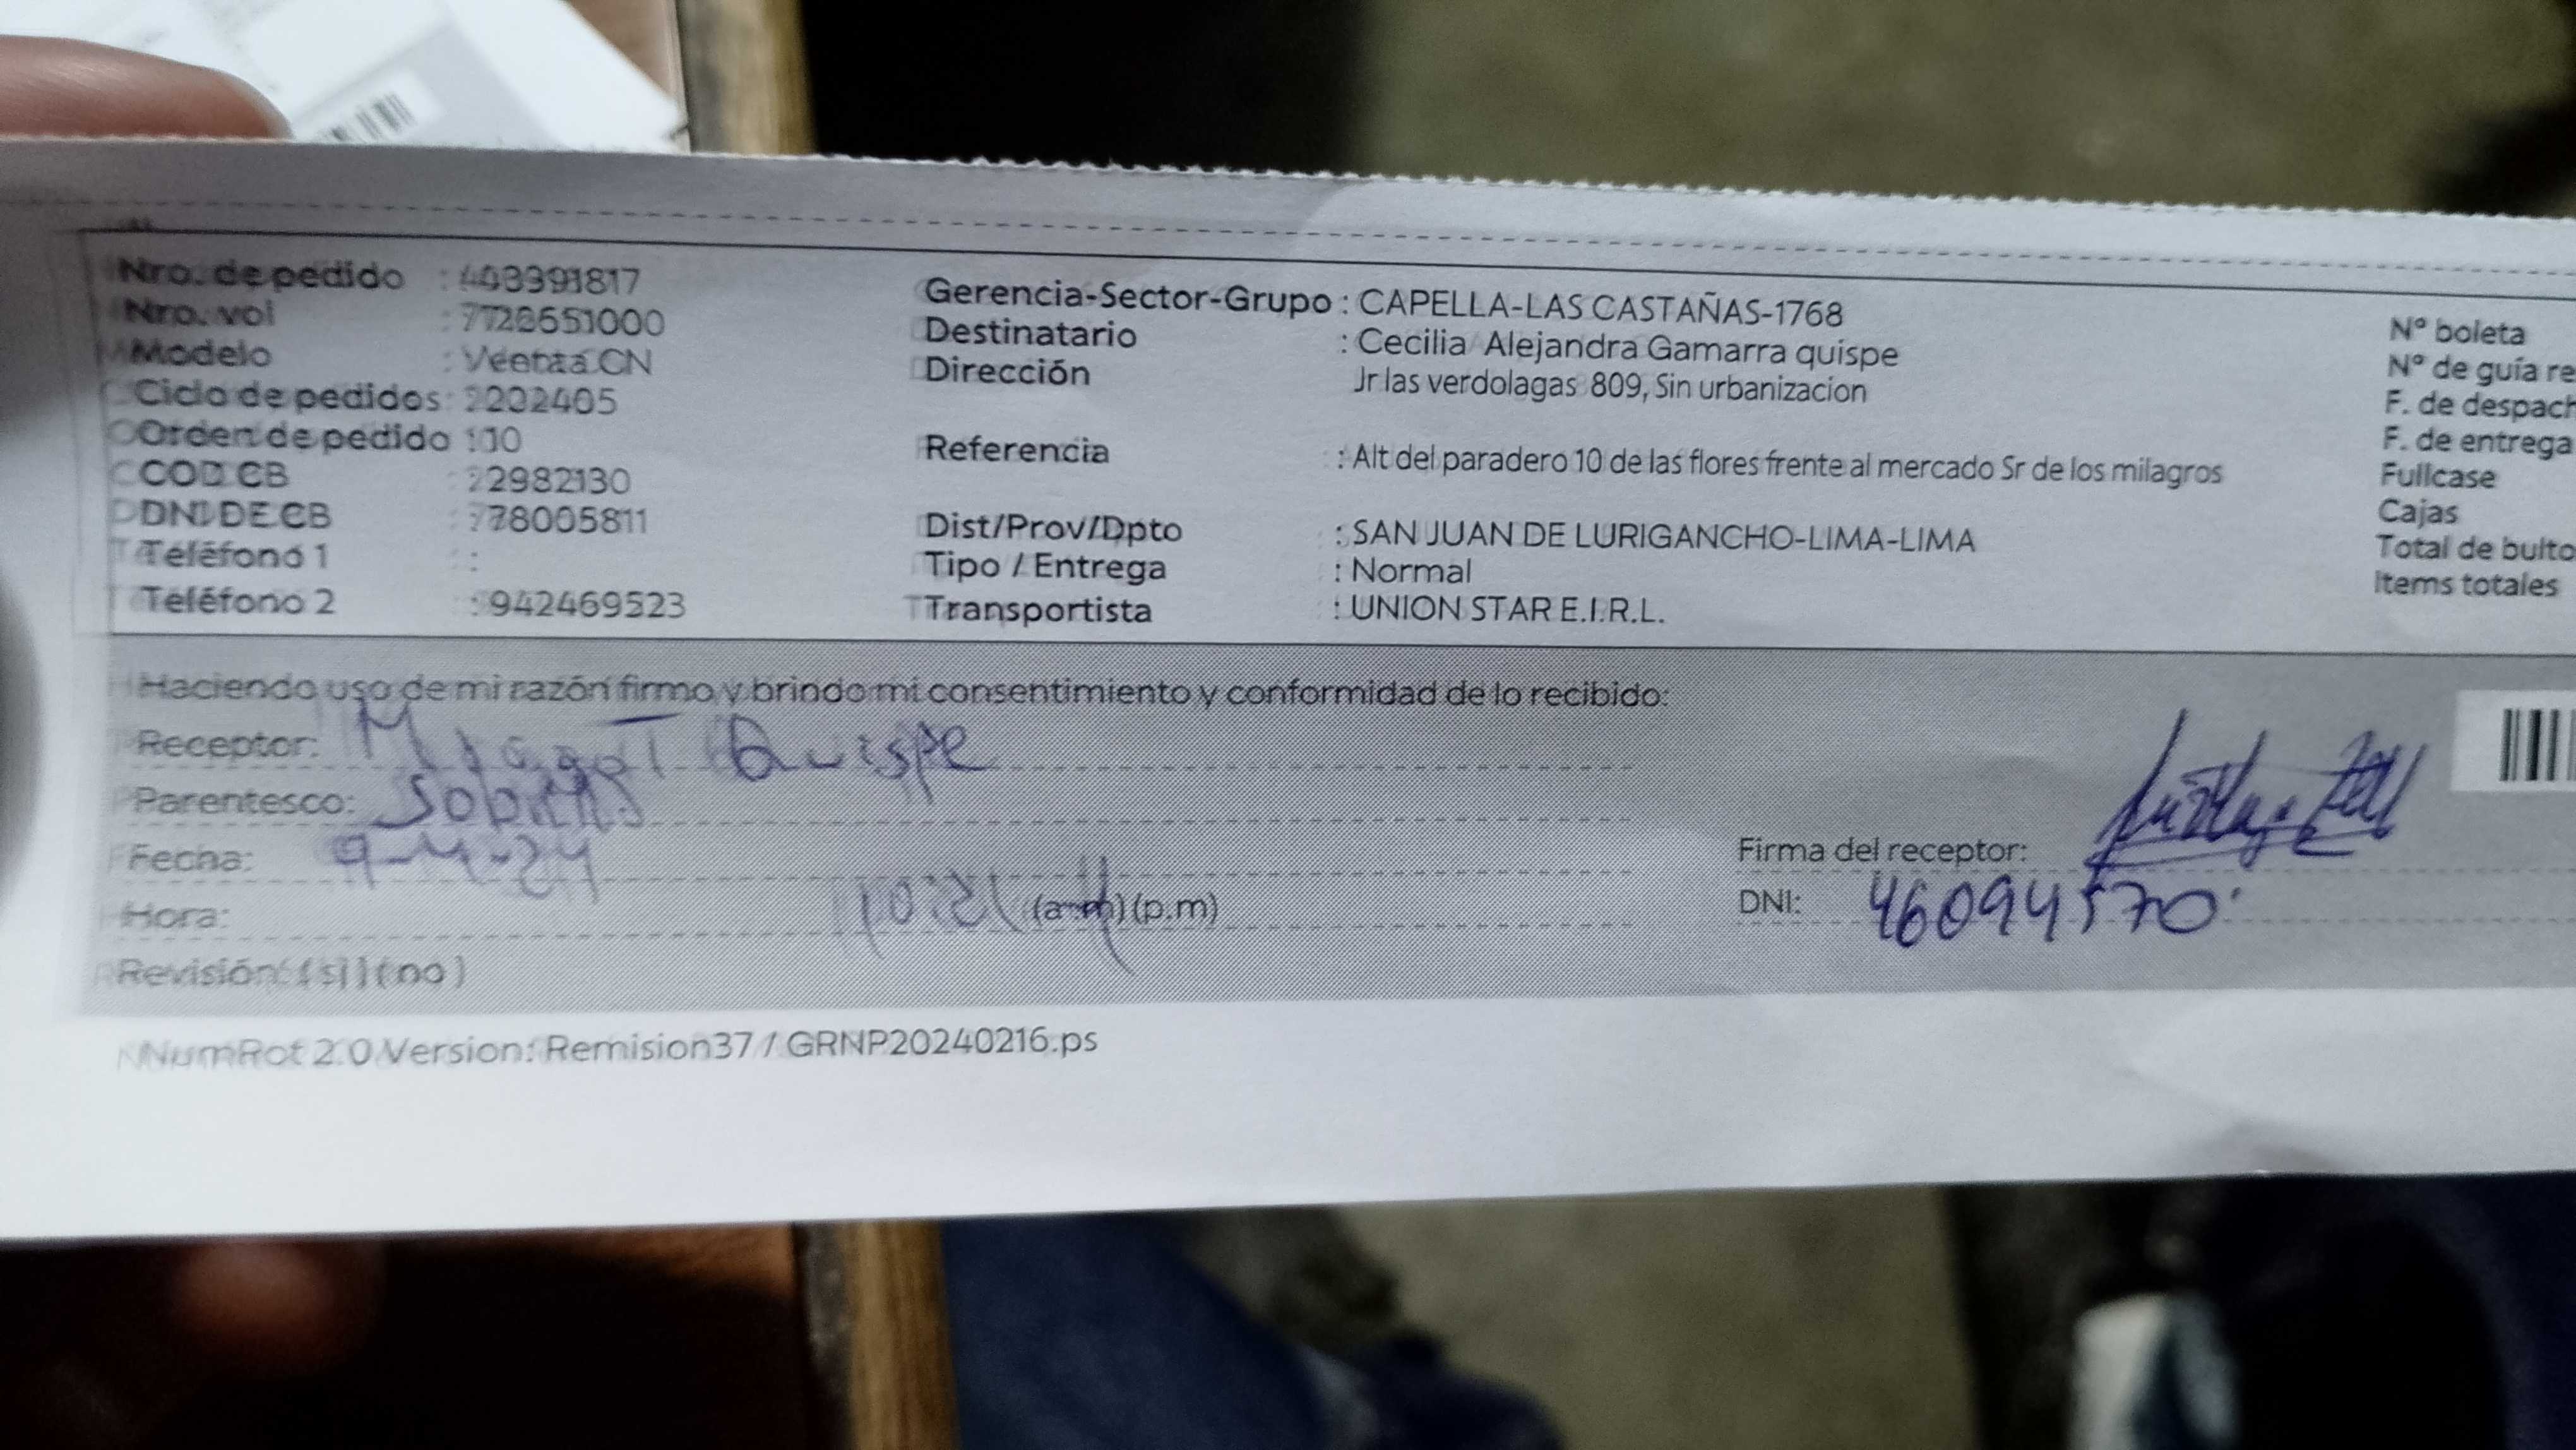 Nro. de pedido : 403391817
Nro. vol : 7728651000
Modelo : Venta CN
Ciclo de pedidos: 202405
Orden de pedido : 10
COD CB : 22982130
DNI DE CB : 78005811
Teléfono 1 :
Teléfono 2 : 942469523
Gerencia-Sector-Grupo : CAPELLA-LAS CASTAÑAS-1768
Destinatario : Cecilia Alejandra Gamarra quispe
Dirección Jr las verdolagas 809, Sin urbanizacion
Referencia : Alt del paradero 10 de las flores frente al mercado Sr de los milagros
Dist/Prov/Dpto : SAN JUAN DE LURIGANCHO-LIMA-LIMA
Tipo / Entrega : Normal
Transportista : UNION STAR E.I.R.L.
N° boleta
N° de guía re
F. de despach
F. de entrega
Fullcase
Cajas
Total de bulto
Items totales
Haciendo uso de mi razón firmo y brindo mi consentimiento y conformidad de lo recibido:
Receptor: Quispe
Parentesco:
Fecha: 9-4-24
Hora: (a.m) (p.m)
Revisión: (si) (no)
Firma del receptor:
DNI: 46094570
NumRot 2.0 Version: Remision37 / GRNP20240216.ps